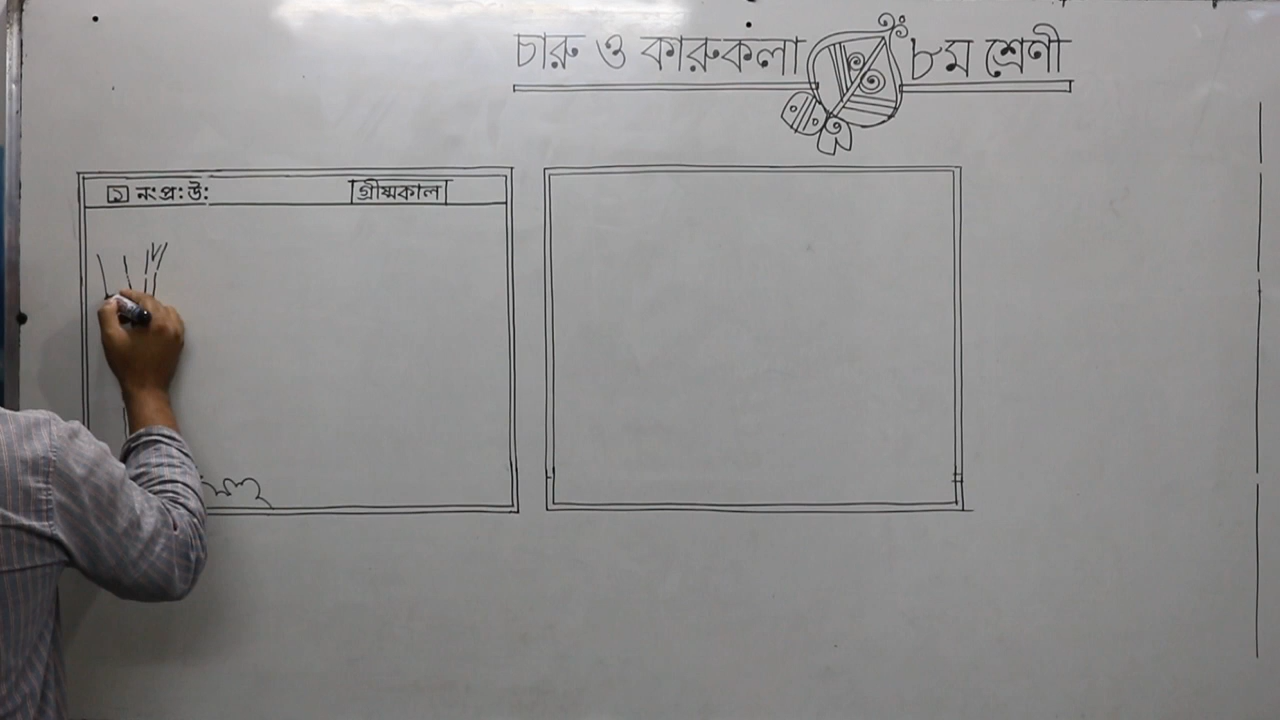 চারু ও কারুকলা ৮ম শ্রেণী
১ নংপ্র:উ: গ্রীষ্মকাল